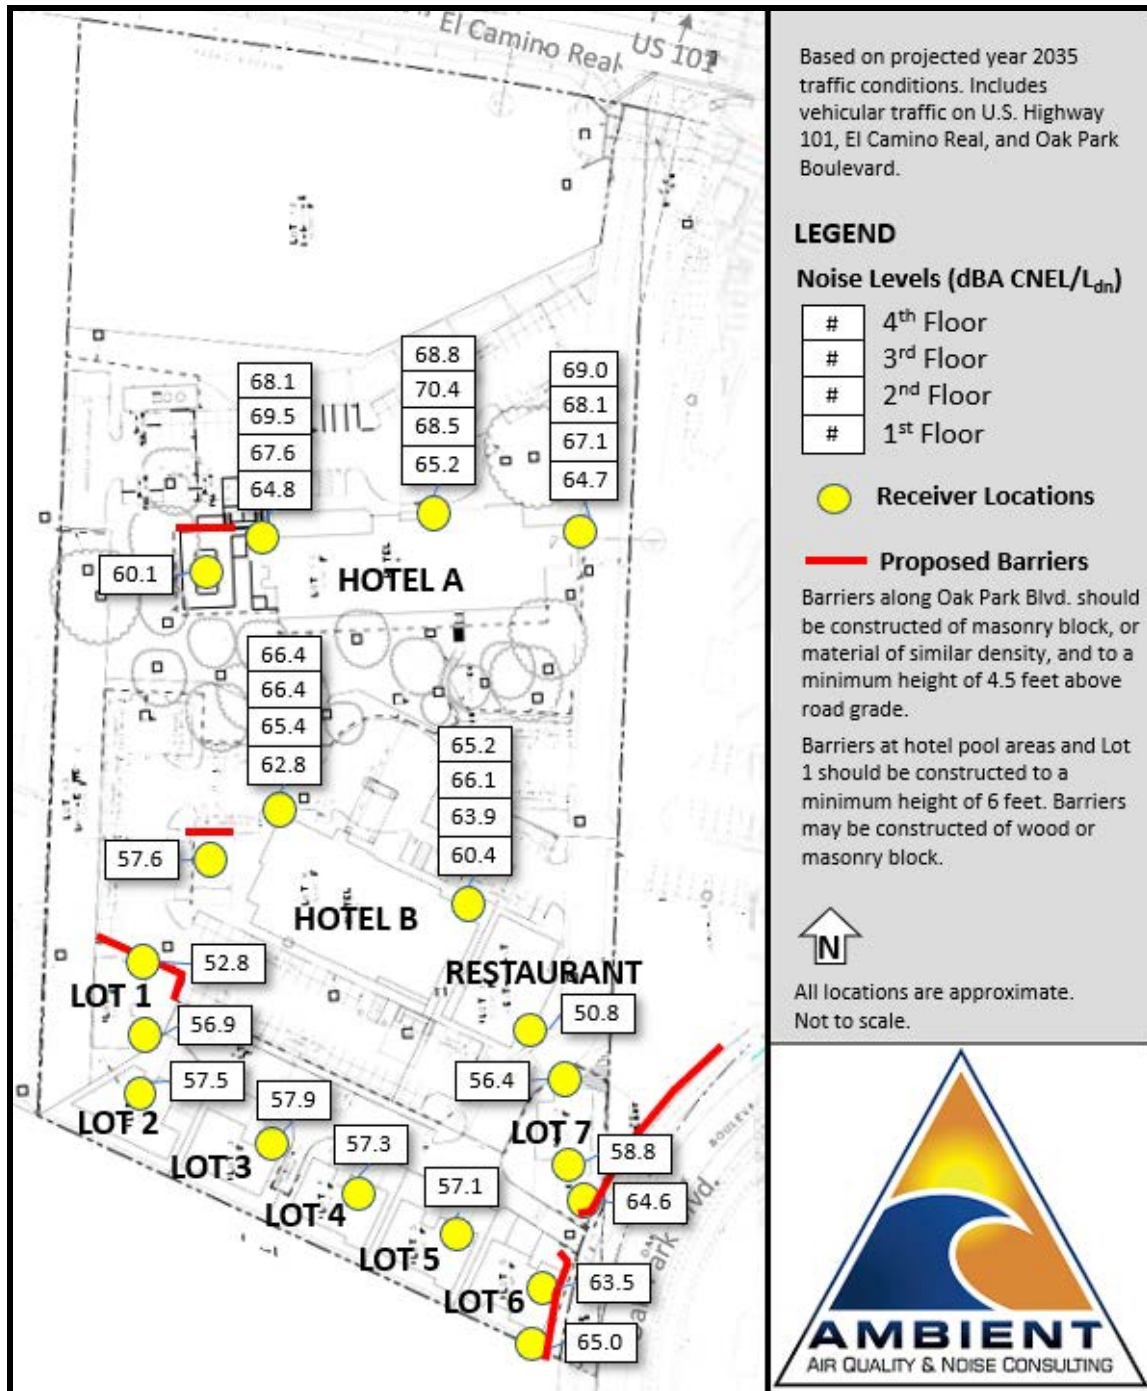 El Camino Real
US 101
68.1
69.5
67.6
64.8
68.8
70.4
68.5
65.2
69.0
68.1
67.1
64.7
60.1
HOTEL A
66.4
66.4
65.4
62.8
65.2
66.1
63.9
60.4
57.6
HOTEL B
52.8
RESTAURANT
LOT 1
50.8
56.9
57.5
56.4
LOT 2
57.9
LOT 7
LOT 3
57.3
58.8
57.1
64.6
LOT 4
LOT 5
63.5
LOT 6
65.0
BOULEV
Blvd.
Based on projected year 2035
traffic conditions. Includes
vehicular traffic on U.S. Highway
101, El Camino Real, and Oak Park
Boulevard.
LEGEND
Noise Levels (dBA CNEL/Ldn)
# 4th Floor
# 3rd Floor
# 2nd Floor
# 1st Floor
Receiver Locations
Proposed Barriers
Barriers along Oak Park Blvd. should
be constructed of masonry block, or
material of similar density, and to a
minimum height of 4.5 feet above
road grade.
Barriers at hotel pool areas and Lot
1 should be constructed to a
minimum height of 6 feet. Barriers
may be constructed of wood or
masonry block.
N
All locations are approximate.
Not to scale.
AMBIENT
AIR QUALITY & NOISE CONSULTING